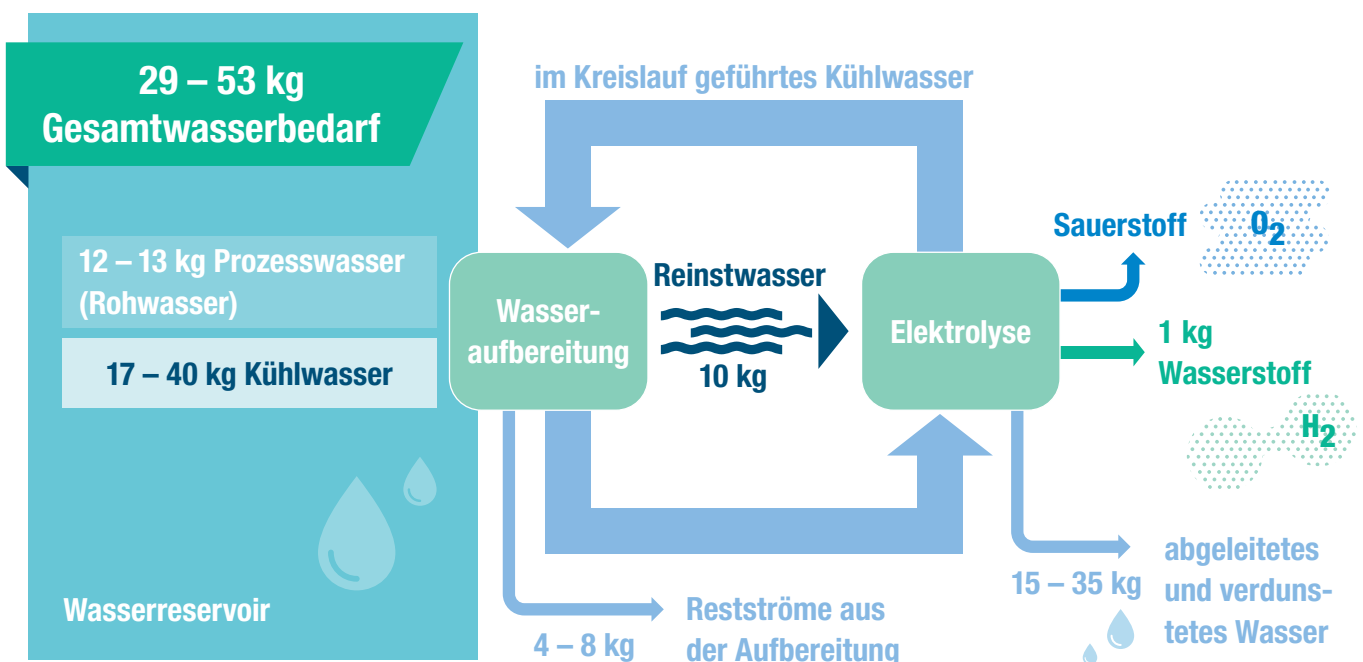 29 – 53 kg
Gesamtwasserbedarf
12 – 13 kg Prozesswasser
(Rohwasser)
17 – 40 kg Kühlwasser
Wasserreservoir
im Kreislauf geführtes Kühlwasser
Wasser-
aufbereitung
Reinstwasser
10 kg
Elektrolyse
Sauerstoff
O2
1 kg
Wasserstoff
H2
4 – 8 kg
Restströme aus
der Aufbereitung
15 – 35 kg
abgeleitetes
und verduns-
tetes Wasser